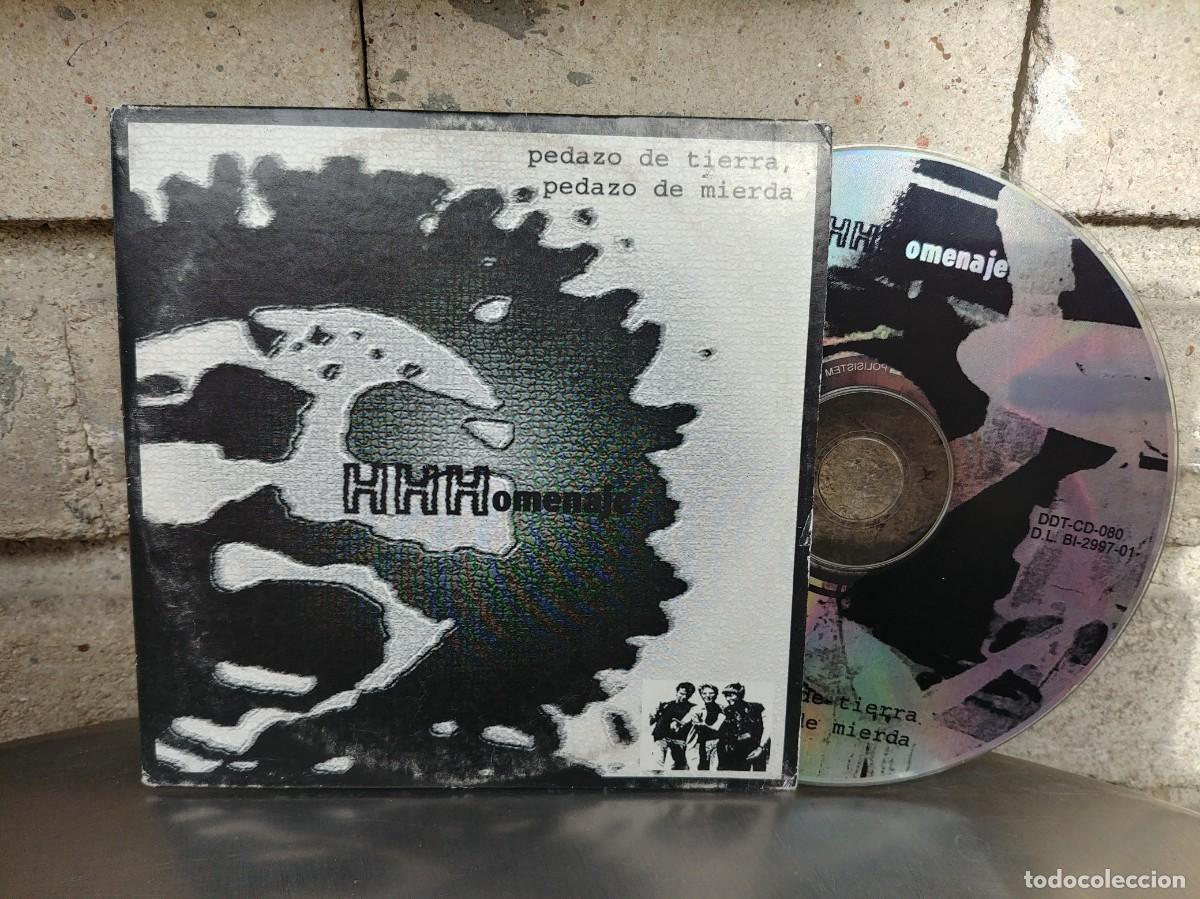 pedazo de tierra,
pedazo de mierda
HHHomenaje
HHH
omenaje
POLISISTEM
DDT-CD-080
D.L. BI-2997-01
de tierra
de mierda
todocoleccion